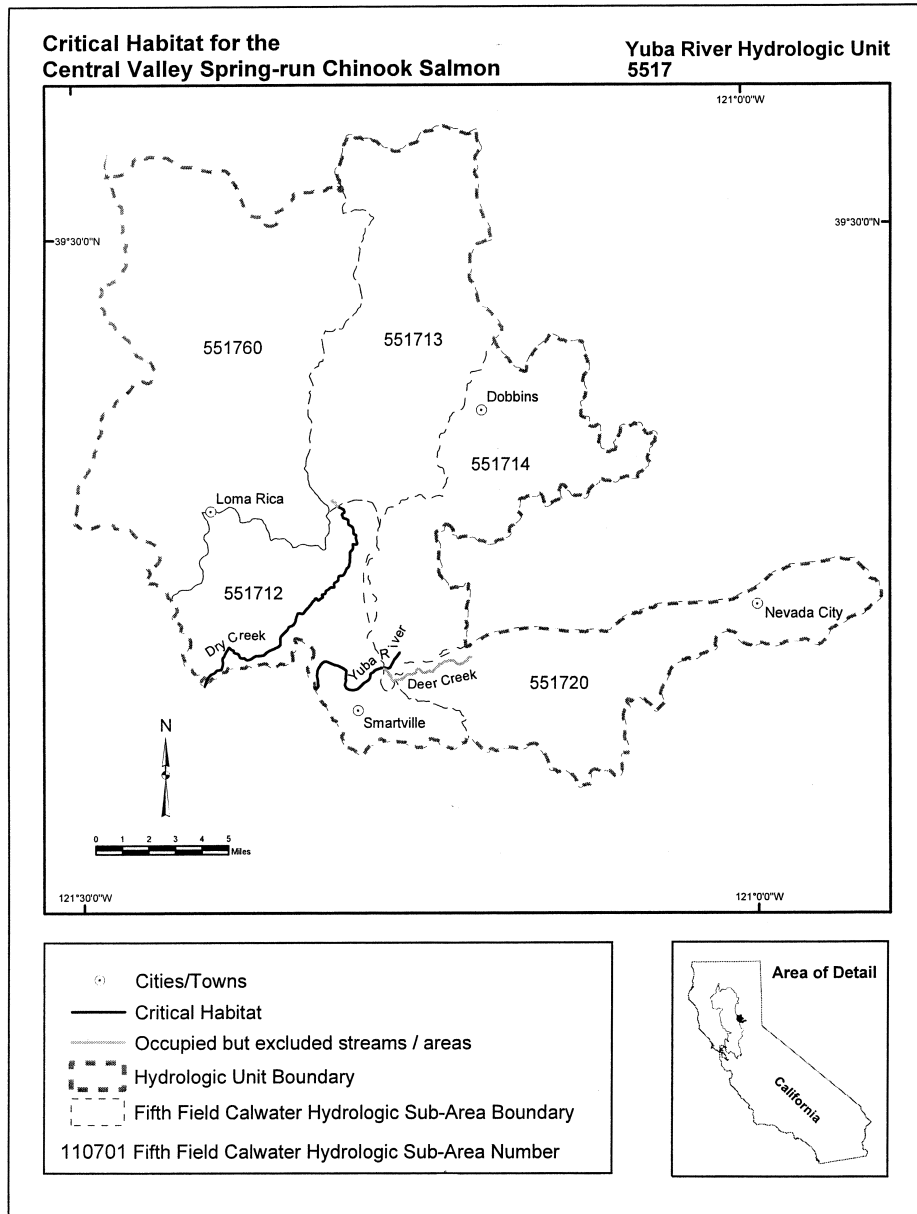 Critical Habitat for the
Central Valley Spring-run Chinook Salmon
Yuba River Hydrologic Unit
5517
121°0'0"W
39°30'0"N
39°30'0"N
551760
551713
Dobbins
551714
Loma Rica
551712
Nevada City
Dry Creek
Yuba River
Deer Creek
551720
Smartville
N
0 1 2 3 4 5
Miles
121°30'0"W
121°0'0"W
Cities/Towns
Critical Habitat
Occupied but excluded streams / areas
Hydrologic Unit Boundary
Fifth Field Calwater Hydrologic Sub-Area Boundary
110701 Fifth Field Calwater Hydrologic Sub-Area Number
Area of Detail
California